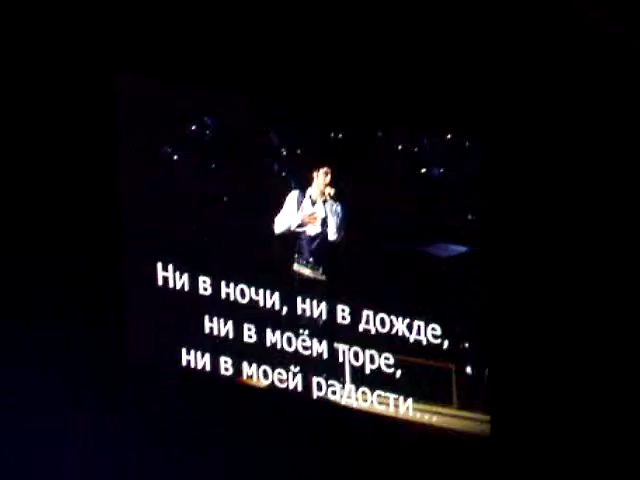 Ни в ночи, ни в дожде,
ни в моём горе,
ни в моей радости...